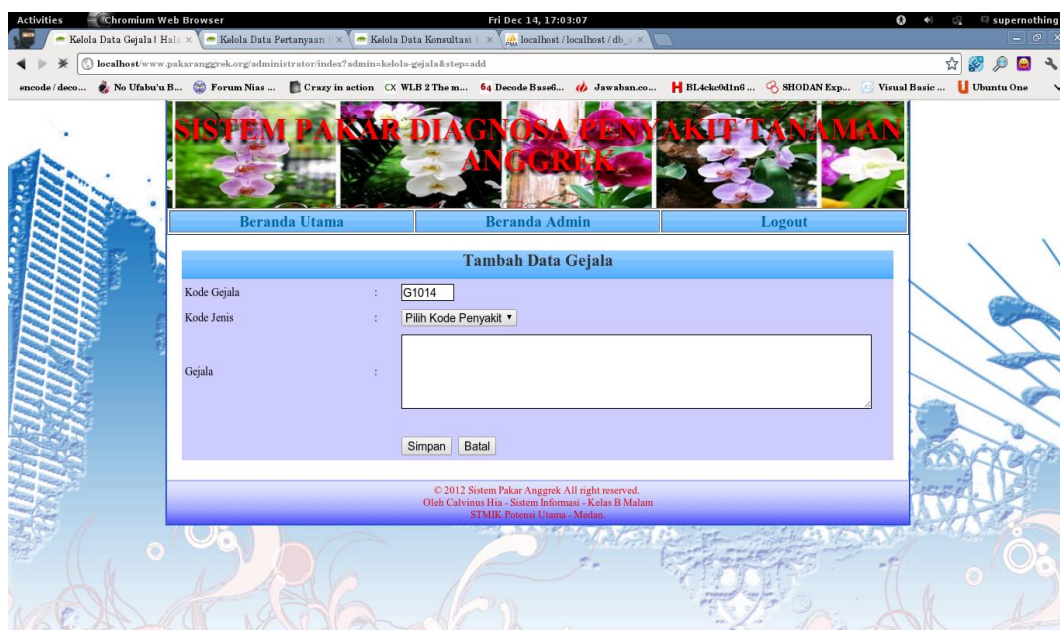 Activities Chromium Web Browser Fri Dec 14, 17:03:07 supernothing
Kelola Data Gejala | Hala × Kelola Data Pertanyaan | × Kelola Data Konsultasi | × localhost / localhost / db_s ×
localhost/www.pakaranggrek.org/administrator/index?admin=kelola-gejala&step=add
encode / deco... No Ufabu'u B... Forum Nias ... Crazy in action CX WLB 2 The m... 64 Decode Base6... Jawaban.co... BL4ckc0d1n6 ... SHODAN Exp... Visual Basic ... Ubuntu One
SISTEM PAKAR DIAGNOSA PENYAKIT TANAMAN
ANGGREK
Beranda Utama Beranda Admin Logout
Tambah Data Gejala
Kode Gejala : G1014
Kode Jenis : Pilih Kode Penyakit
Gejala :
Simpan Batal
© 2012 Sistem Pakar Anggrek All right reserved.
Oleh Calvinus Hia - Sistem Informasi - Kelas B Malam
STMIK Potensi Utama - Medan.